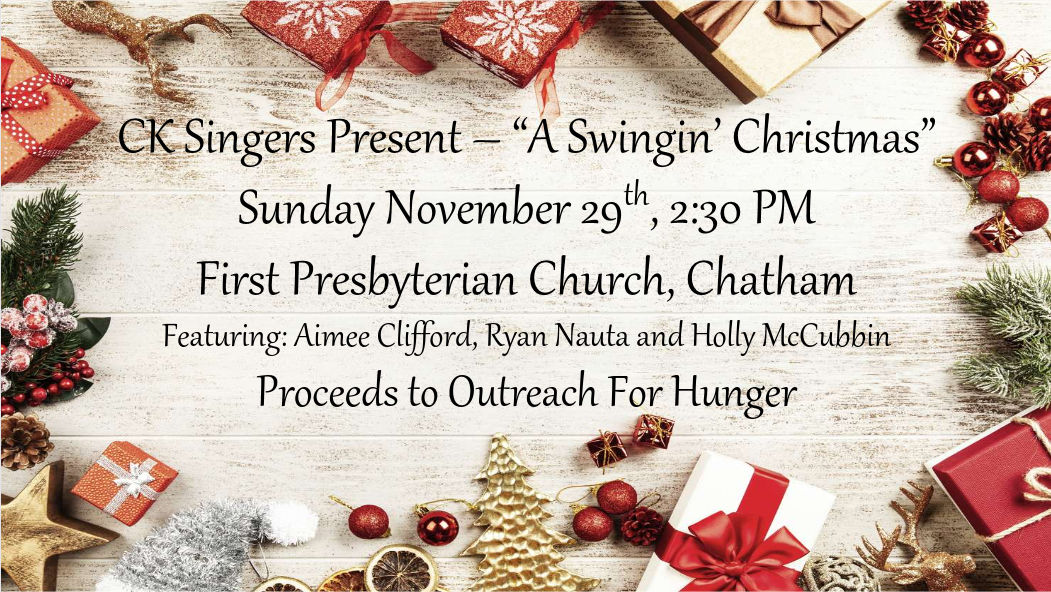 CK Singers Present – “A Swingin’ Christmas”
Sunday November 29th, 2:30 PM
First Presbyterian Church, Chatham
Featuring: Aimee Clifford, Ryan Nauta and Holly McCubbin
Proceeds to Outreach For Hunger